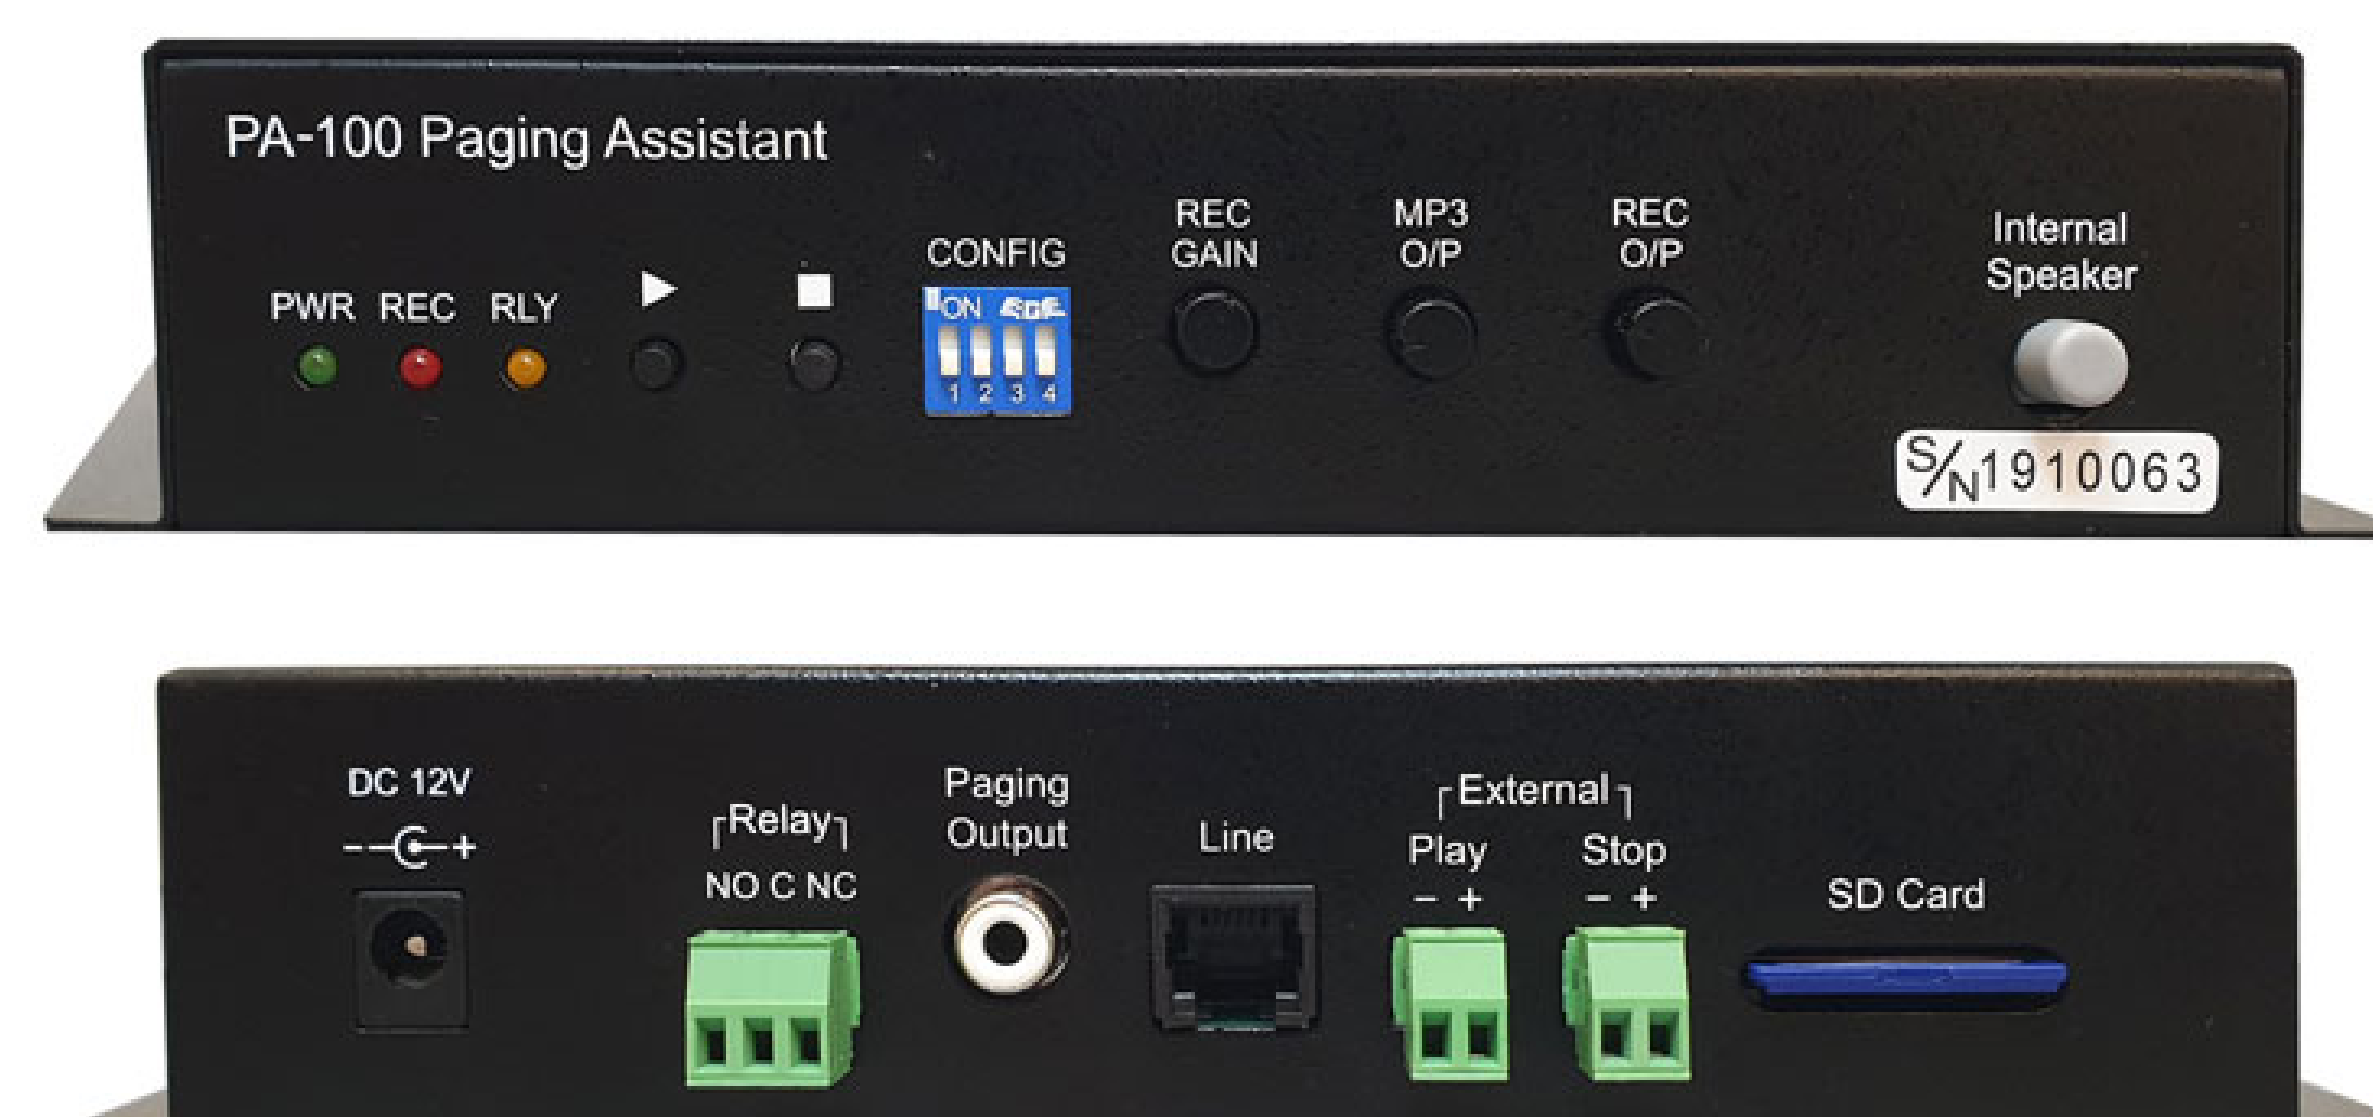 PA-100 Paging Assistant
PWR REC RLY
CONFIG
ON ECE
1 2 3 4
REC
GAIN
MP3
O/P
REC
O/P
Internal
Speaker
S/N1910063
DC 12V
- +
Relay
NO C NC
Paging
Output
Line
External
Play Stop
- + - +
SD Card